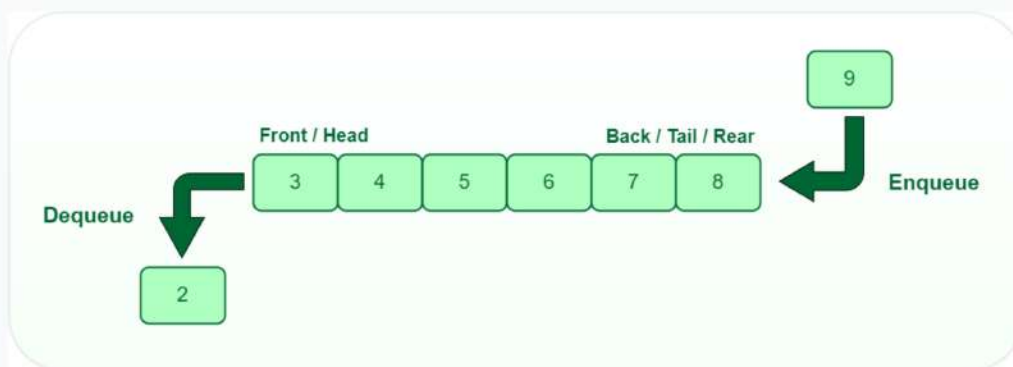 9
Front / Head
Back / Tail / Rear
3 4 5 6 7 8
Enqueue
Dequeue
2